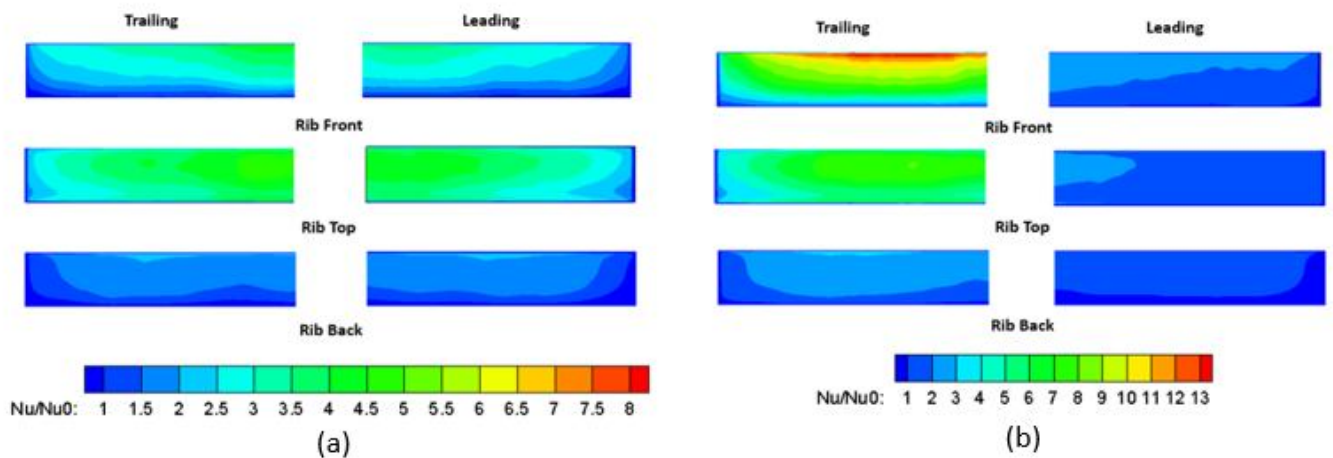 Trailing Leading
Rib Front
Rib Top
Rib Back
Nu/Nu0: 1 1.5 2 2.5 3 3.5 4 4.5 5 5.5 6 6.5 7 7.5 8
(a)
Trailing Leading
Rib Front
Rib Top
Rib Back
Nu/Nu0: 1 2 3 4 5 6 7 8 9 10 11 12 13
(b)